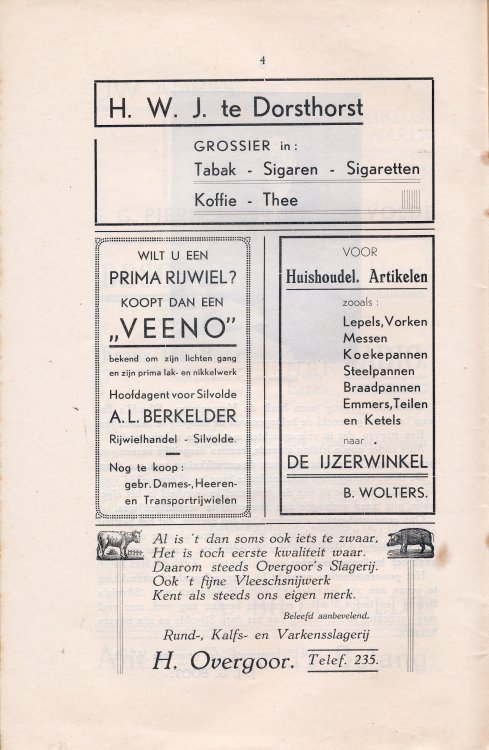 4
H. W. J. te Dorsthorst
GROSSIER in :
Tabak - Sigaren - Sigaretten
Koffie - Thee
WILT U EEN
PRIMA RIJWIEL?
KOOPT DAN EEN
„VEENO”
bekend om zijn lichten gang
en zijn prima lak- en nikkelwerk
Hoofdagent voor Silvolde
A. L. BERKELDER
Rijwielhandel - Silvolde.
Nog te koop :
gebr. Dames-, Heeren-
en Transportrijwielen
VOOR
Huishoudel. Artikelen
zooals :
Lepels, Vorken
Messen
Koekepannen
Steelpannen
Braadpannen
Emmers, Teilen
en Ketels
naar .
DE IJZERWINKEL
B. WOLTERS.
Al is 't dan soms ook iets te zwaar,
Het is toch eerste kwaliteit waar.
Daarom steeds Overgoor's Slagerij.
Ook 't fijne Vleeschsnijwerk
Kent als steeds ons eigen merk.
Beleefd aanbevelend.
Rund-, Kalfs- en Varkensslagerij
H. Overgoor. Telef. 235.